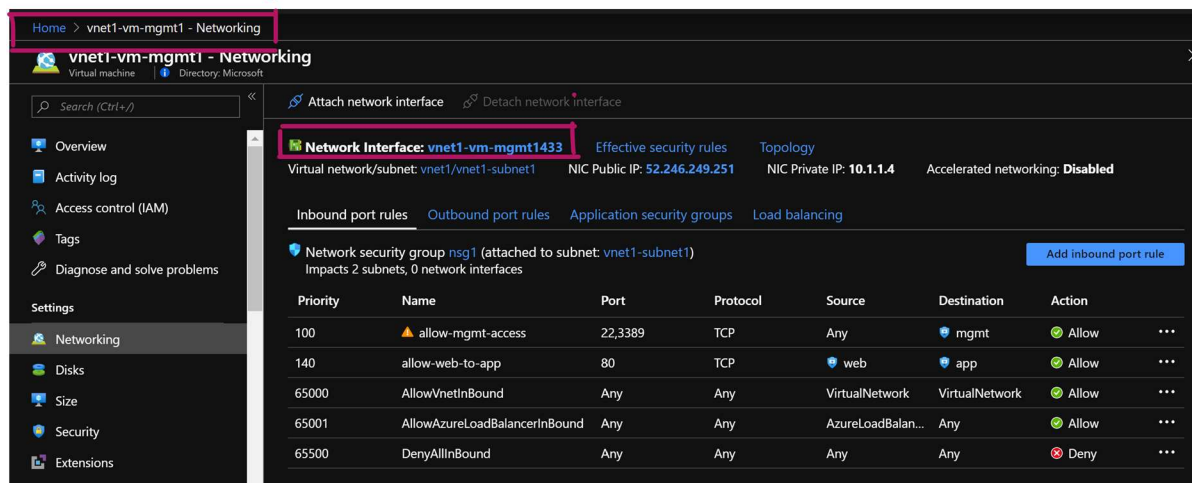 Home > vnet1-vm-mgmt1 - Networking
vnet1-vm-mgmt1 - Networking
Virtual machine | Directory: Microsoft
Search (Ctrl+/)
«
Overview
Activity log
Access control (IAM)
Tags
Diagnose and solve problems
Settings
Networking
Disks
Size
Security
Extensions
Attach network interface Detach network interface
Network Interface: vnet1-vm-mgmt1433 Effective security rules Topology
Virtual network/subnet: vnet1/vnet1-subnet1 NIC Public IP: 52.246.249.251 NIC Private IP: 10.1.1.4 Accelerated networking: Disabled
Inbound port rules Outbound port rules Application security groups Load balancing
Network security group nsg1 (attached to subnet: vnet1-subnet1)
Impacts 2 subnets, 0 network interfaces
Add inbound port rule
Priority Name Port Protocol Source Destination Action
100 allow-mgmt-access 22,3389 TCP Any mgmt Allow ...
140 allow-web-to-app 80 TCP web app Allow ...
65000 AllowVnetInBound Any Any VirtualNetwork VirtualNetwork Allow ...
65001 AllowAzureLoadBalancerInBound Any Any AzureLoadBalan... Any Allow ...
65500 DenyAllInBound Any Any Any Any Deny ...